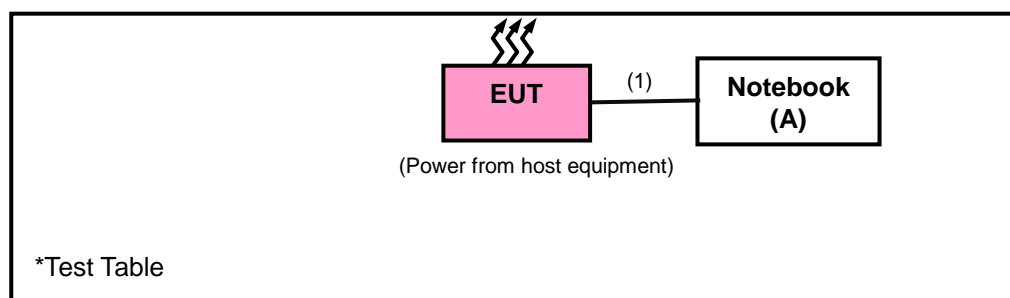 EUT
(1)
Notebook
(A)
(Power from host equipment)
*Test Table